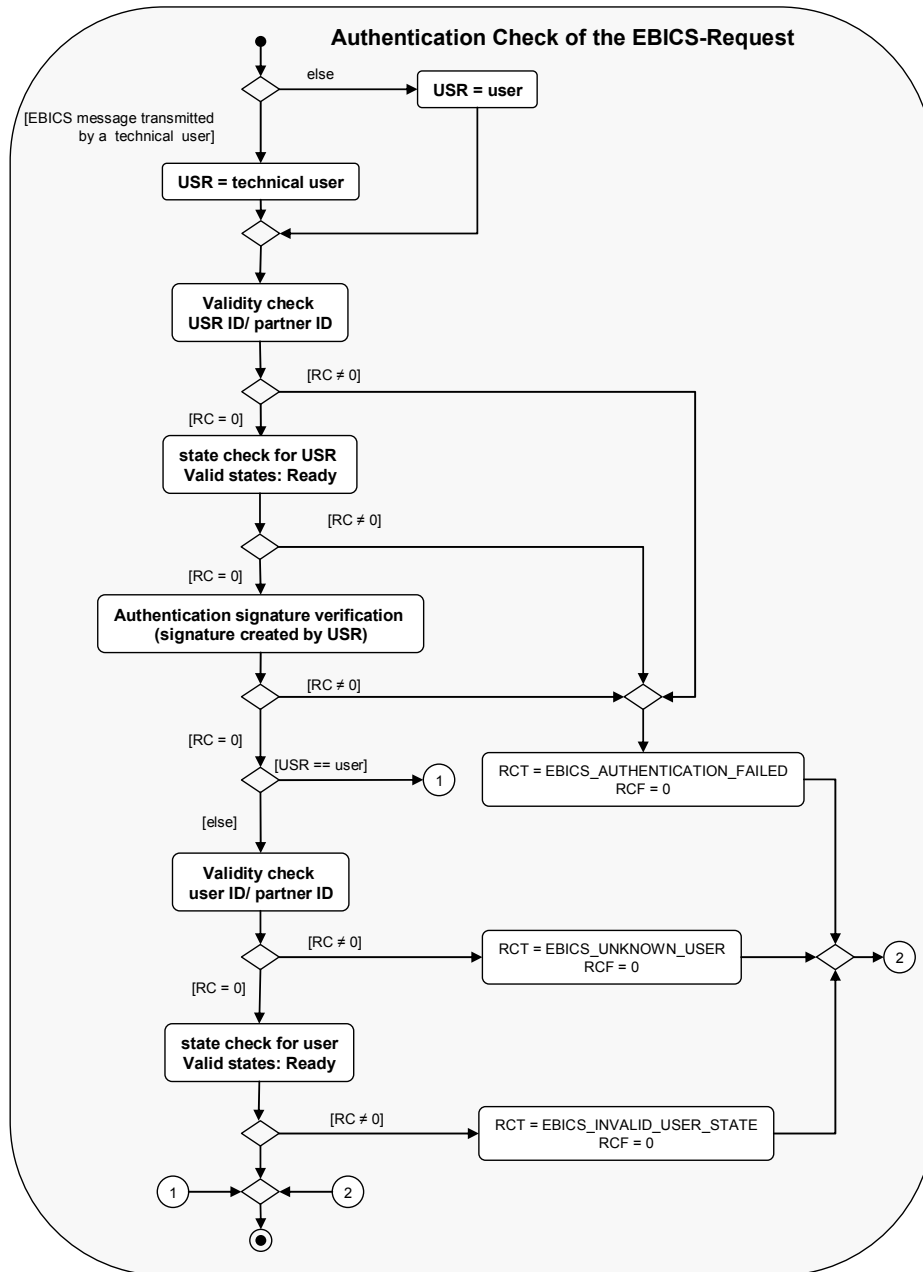 Authentication Check of the EBICS-Request
else
USR = user
[EBICS message transmitted
by a technical user]
USR = technical user
Validity check
USR ID/ partner ID
[RC ≠ 0]
[RC = 0]
state check for USR
Valid states: Ready
[RC ≠ 0]
[RC = 0]
Authentication signature verification
(signature created by USR)
[RC ≠ 0]
[RC = 0]
[USR == user]
1
RCT = EBICS_AUTHENTICATION_FAILED
RCF = 0
[else]
Validity check
user ID/ partner ID
[RC ≠ 0]
RCT = EBICS_UNKNOWN_USER
RCF = 0
2
[RC = 0]
state check for user
Valid states: Ready
[RC ≠ 0]
RCT = EBICS_INVALID_USER_STATE
RCF = 0
1
2